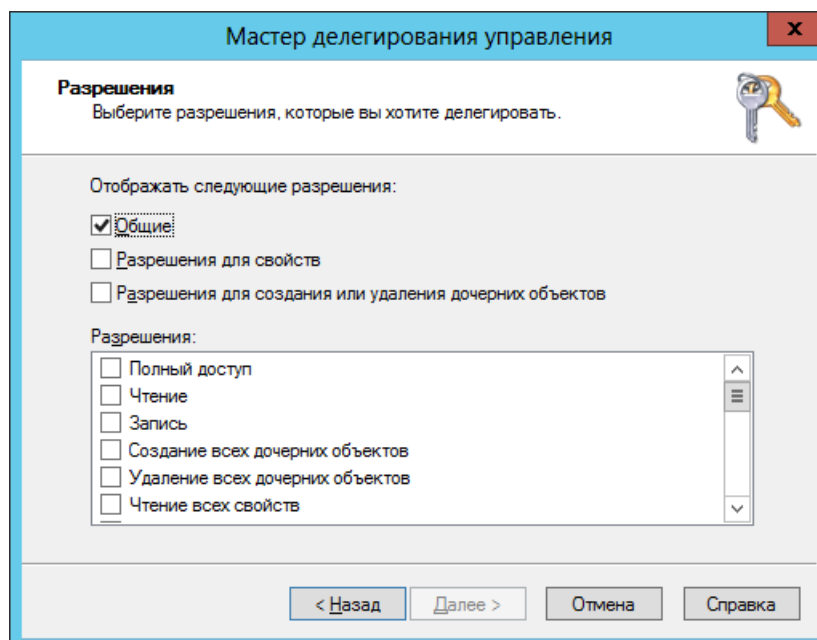 Мастер делегирования управления
x
Разрешения
Выберите разрешения, которые вы хотите делегировать.
Отображать следующие разрешения:
Общие
Разрешения для свойств
Разрешения для создания или удаления дочерних объектов
Разрешения:
Полный доступ
Чтение
Запись
Создание всех дочерних объектов
Удаление всех дочерних объектов
Чтение всех свойств
< Назад
Далее >
Отмена
Справка